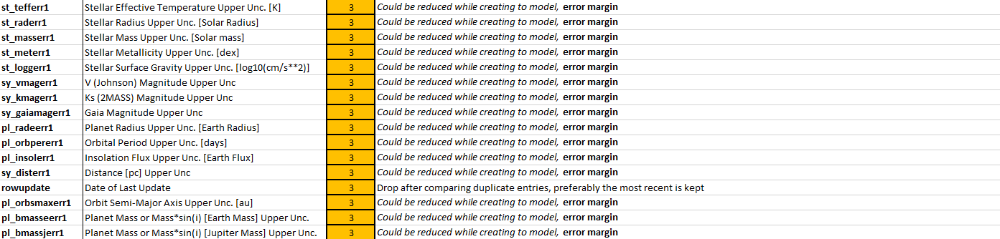 st_tefferr1 Stellar Effective Temperature Upper Unc. [K] 3 Could be reduced while creating to model, error margin
st_raderr1 Stellar Radius Upper Unc. [Solar Radius] 3 Could be reduced while creating to model, error margin
st_masserr1 Stellar Mass Upper Unc. [Solar mass] 3 Could be reduced while creating to model, error margin
st_meterr1 Stellar Metallicity Upper Unc. [dex] 3 Could be reduced while creating to model, error margin
st_loggerr1 Stellar Surface Gravity Upper Unc. [log10(cm/s**2)] 3 Could be reduced while creating to model, error margin
sy_vmagerr1 V (Johnson) Magnitude Upper Unc 3 Could be reduced while creating to model, error margin
sy_kmagerr1 Ks (2MASS) Magnitude Upper Unc 3 Could be reduced while creating to model, error margin
sy_gaiamagerr1 Gaia Magnitude Upper Unc 3 Could be reduced while creating to model, error margin
pl_radeerr1 Planet Radius Upper Unc. [Earth Radius] 3 Could be reduced while creating to model, error margin
pl_orbpererr1 Orbital Period Upper Unc. [days] 3 Could be reduced while creating to model, error margin
pl_insolerr1 Insolation Flux Upper Unc. [Earth Flux] 3 Could be reduced while creating to model, error margin
sy_disterr1 Distance [pc] Upper Unc 3 Could be reduced while creating to model, error margin
rowupdate Date of Last Update 3 Drop after comparing duplicate entries, preferably the most recent is kept
pl_orbsmaxerr1 Orbit Semi-Major Axis Upper Unc. [au] 3 Could be reduced while creating to model, error margin
pl_bmasseerr1 Planet Mass or Mass*sin(i) [Earth Mass] Upper Unc. 3 Could be reduced while creating to model, error margin
pl_bmassjerr1 Planet Mass or Mass*sin(i) [Jupiter Mass] Upper Unc. 3 Could be reduced while creating to model, error margin